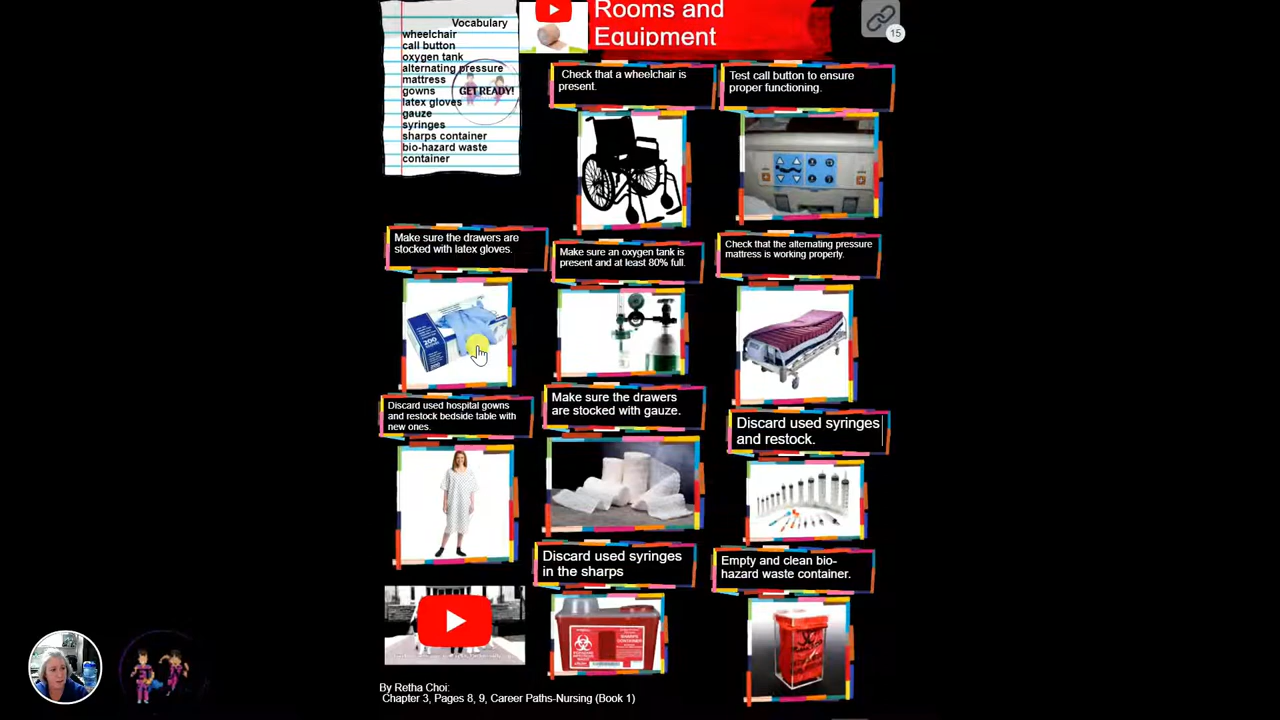 Vocabulary
wheelchair
call button
oxygen tank
alternating pressure
mattress
gowns
latex gloves
gauze
syringes
sharps container
bio-hazard waste
container
GET READY!
Rooms and
Equipment
15
Check that a wheelchair is
present.
Test call button to ensure
proper functioning.
Make sure the drawers are
stocked with latex gloves.
Make sure an oxygen tank is
present and at least 80% full.
Check that the alternating pressure
mattress is working properly.
200
Discard used hospital gowns
and restock bedside table with
new ones.
Make sure the drawers
are stocked with gauze.
Discard used syringes
and restock.
Discard used syringes
in the sharps
Empty and clean bio-
hazard waste container.
By Retha Choi:
Chapter 3, Pages 8, 9, Career Paths-Nursing (Book 1)